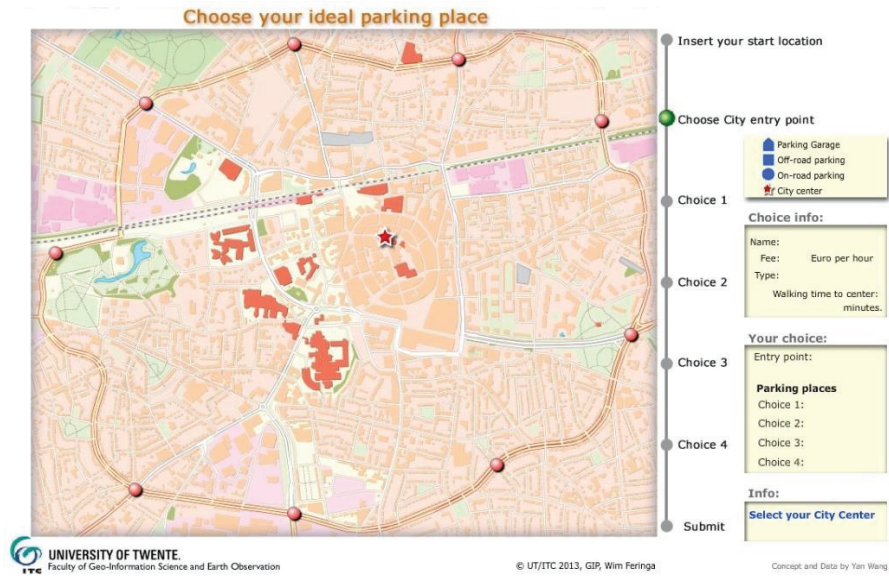 Choose your ideal parking place
Insert your start location
Choose City entry point
Parking Garage
Off-road parking
On-road parking
City center
Choice 1
Choice info:
Name:
Fee: Euro per hour
Type:
Walking time to center:
minutes.
Choice 2
Your choice:
Entry point:
Choice 3
Parking places
Choice 1:
Choice 2:
Choice 3:
Choice 4:
Choice 4
Info:
Select your City Center
Submit
ITC
UNIVERSITY OF TWENTE.
Faculty of Geo-Information Science and Earth Observation
© UT/ITC 2013, GIP, Wim Feringa
Concept and Data by Yan Wang